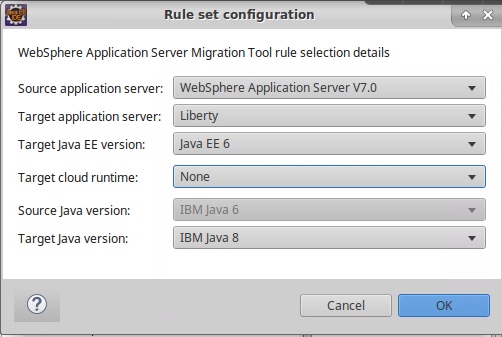 Rule set configuration
WebSphere Application Server Migration Tool rule selection details
Source application server: WebSphere Application Server V7.0
Target application server: Liberty
Target Java EE version: Java EE 6
Target cloud runtime: None
Source Java version: IBM Java 6
Target Java version: IBM Java 8
?
Cancel OK